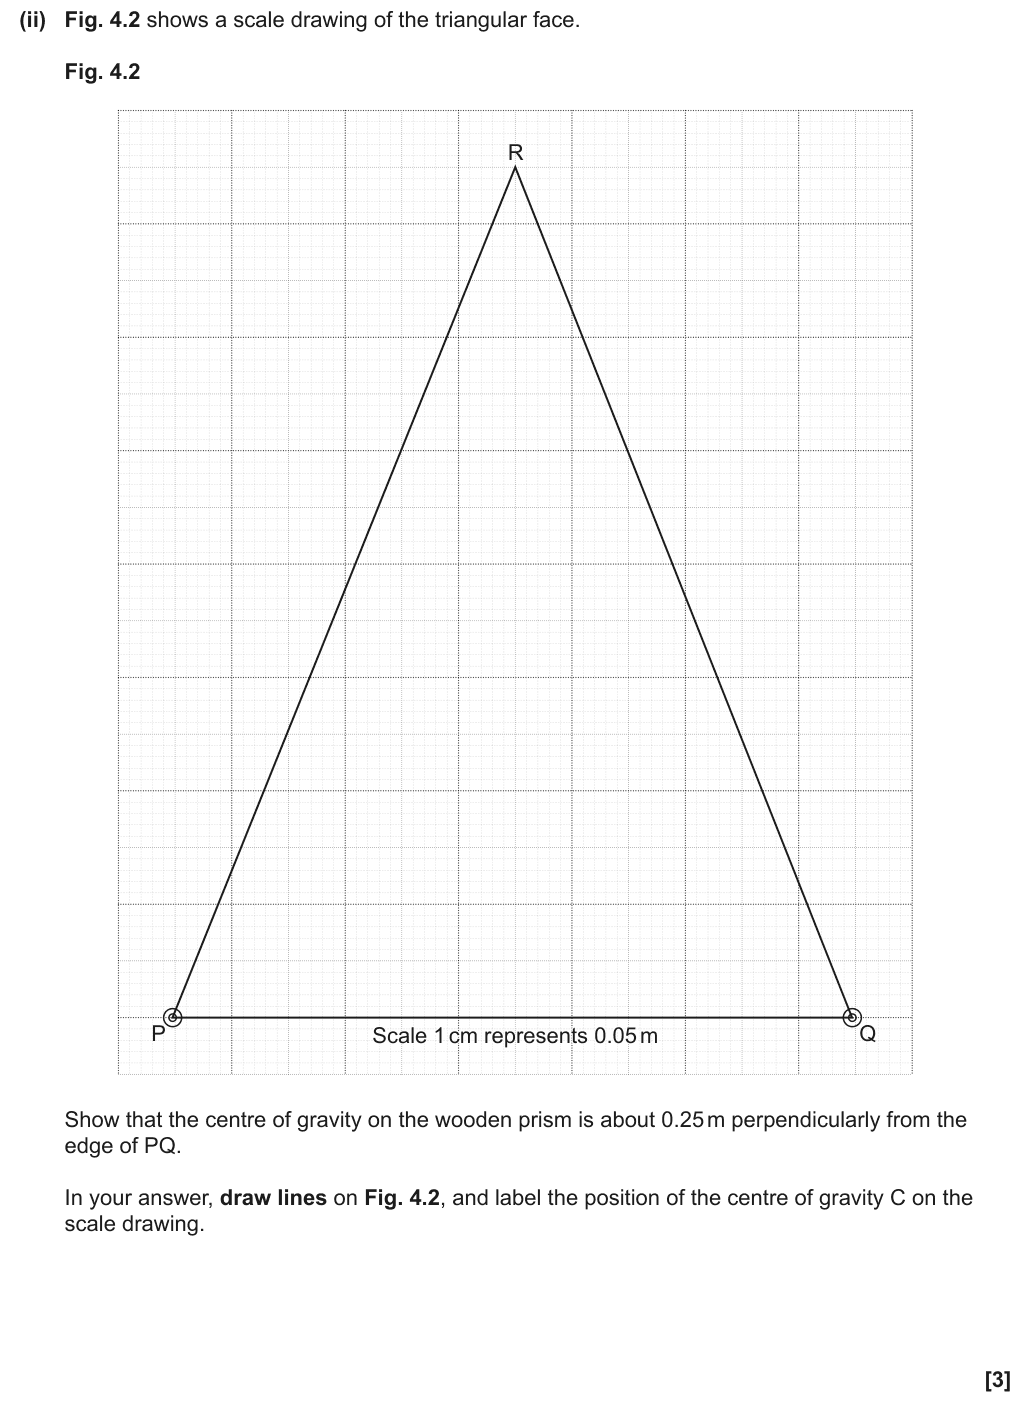 (ii) Fig. 4.2 shows a scale drawing of the triangular face.
Fig. 4.2
R
P
Q
Scale 1 cm represents 0.05 m
Show that the centre of gravity on the wooden prism is about 0.25 m perpendicularly from the
edge of PQ.
In your answer, draw lines on Fig. 4.2, and label the position of the centre of gravity C on the
scale drawing.
[3]